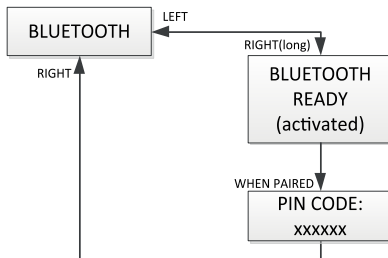 BLUETOOTH
LEFT
RIGHT(long)
RIGHT
BLUETOOTH
READY
(activated)
WHEN PAIRED
PIN CODE:
xxxxxx